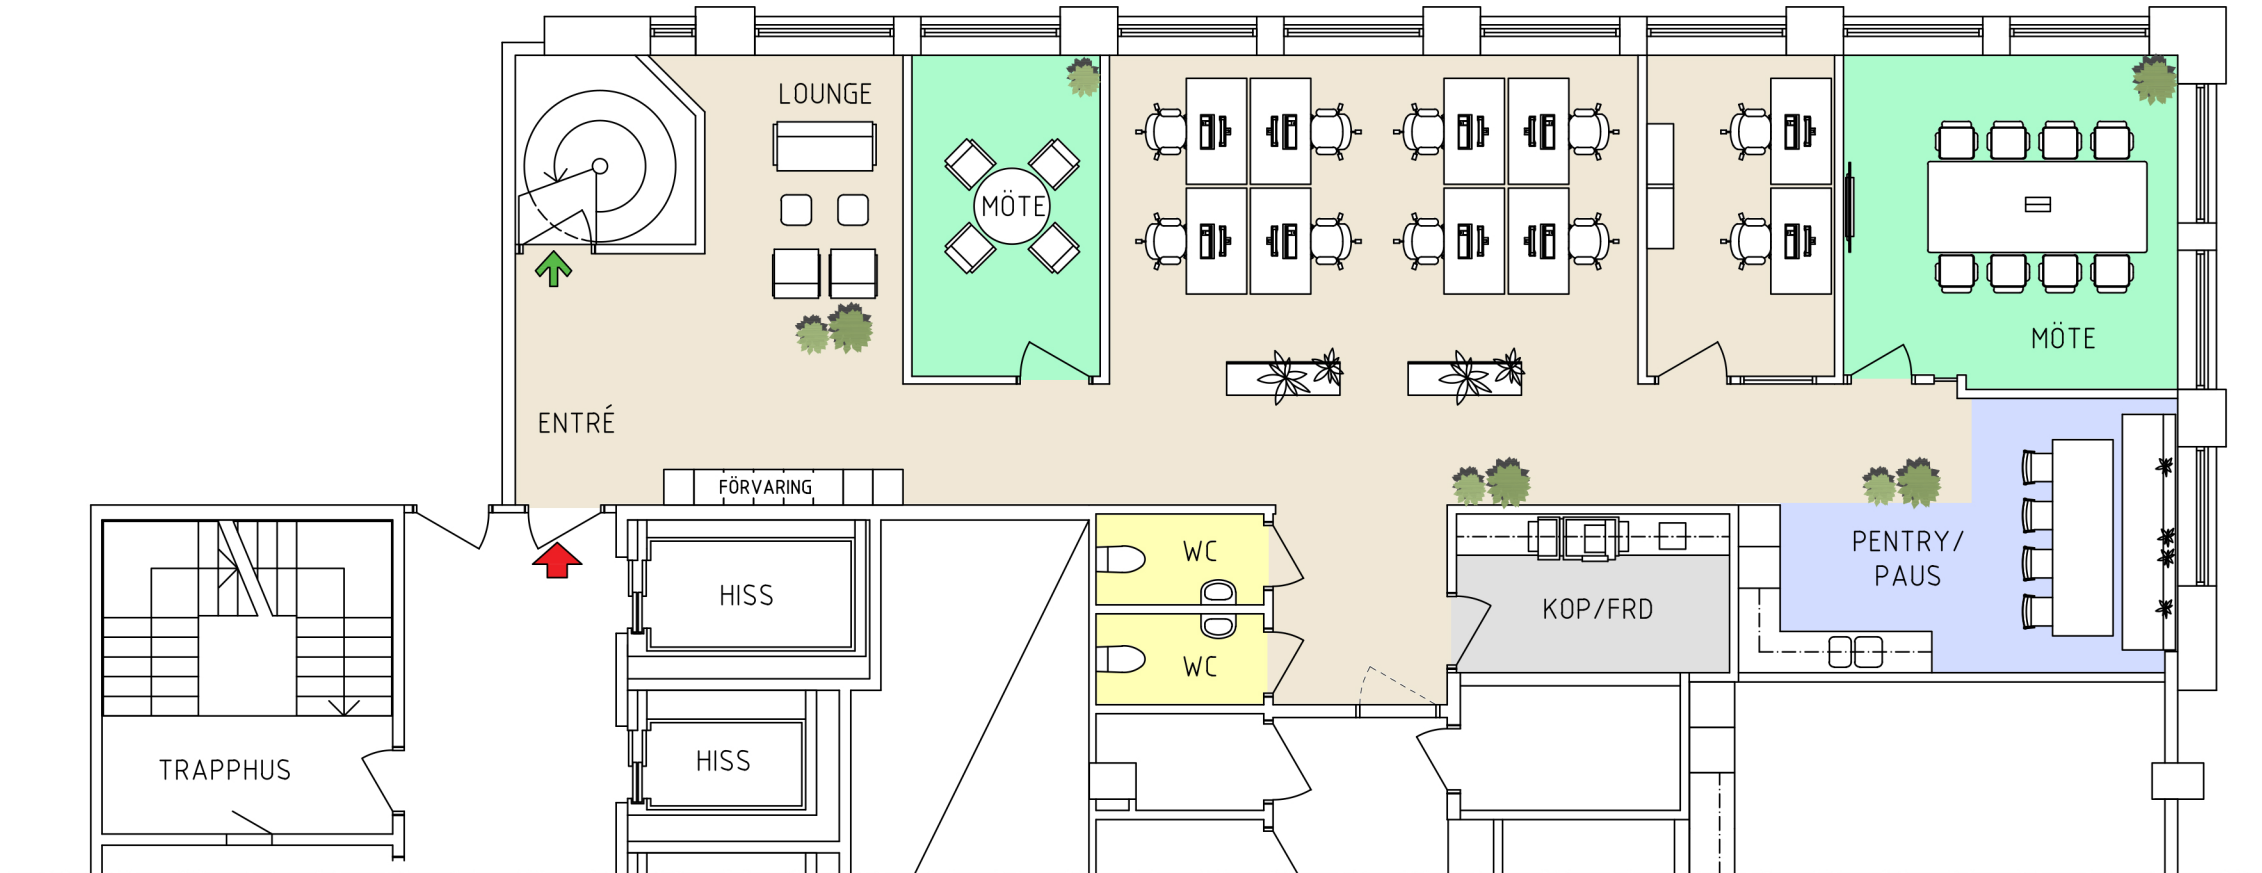 LOUNGE
MÖTE
MÖTE
ENTRÉ
FÖRVARING
WC
PENTRY/
PAUS
HISS
KOP/FRD
WC
HISS
TRAPPHUS